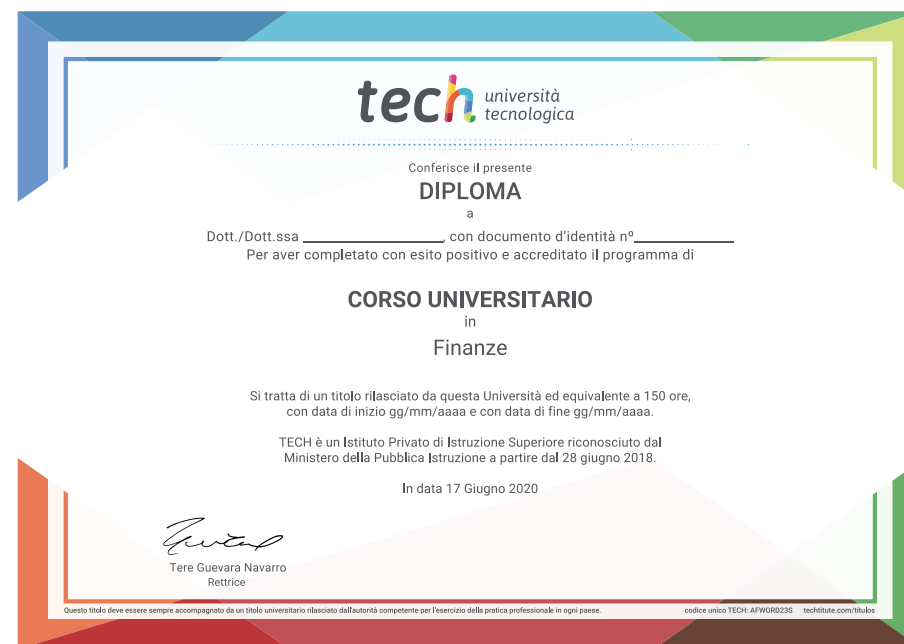 tech università
tecnologica
Conferisce il presente
DIPLOMA
a
Dott./Dott.ssa ____________________, con documento d'identità nº______________
Per aver completato con esito positivo e accreditato il programma di
CORSO UNIVERSITARIO
in
Finanze
Si tratta di un titolo rilasciato da questa Università ed equivalente a 150 ore,
con data di inizio gg/mm/aaaa e con data di fine gg/mm/aaaa.
TECH è un Istituto Privato di Istruzione Superiore riconosciuto dal
Ministero della Pubblica Istruzione a partire dal 28 giugno 2018.
In data 17 Giugno 2020
Tere Guevara Navarro
Rettrice
Questo titolo deve essere sempre accompagnato da un titolo universitario rilasciato dall'autorità competente per l'esercizio della pratica professionale in ogni paese. codice unico TECH: AFWORD23S techtitute.com/títulos